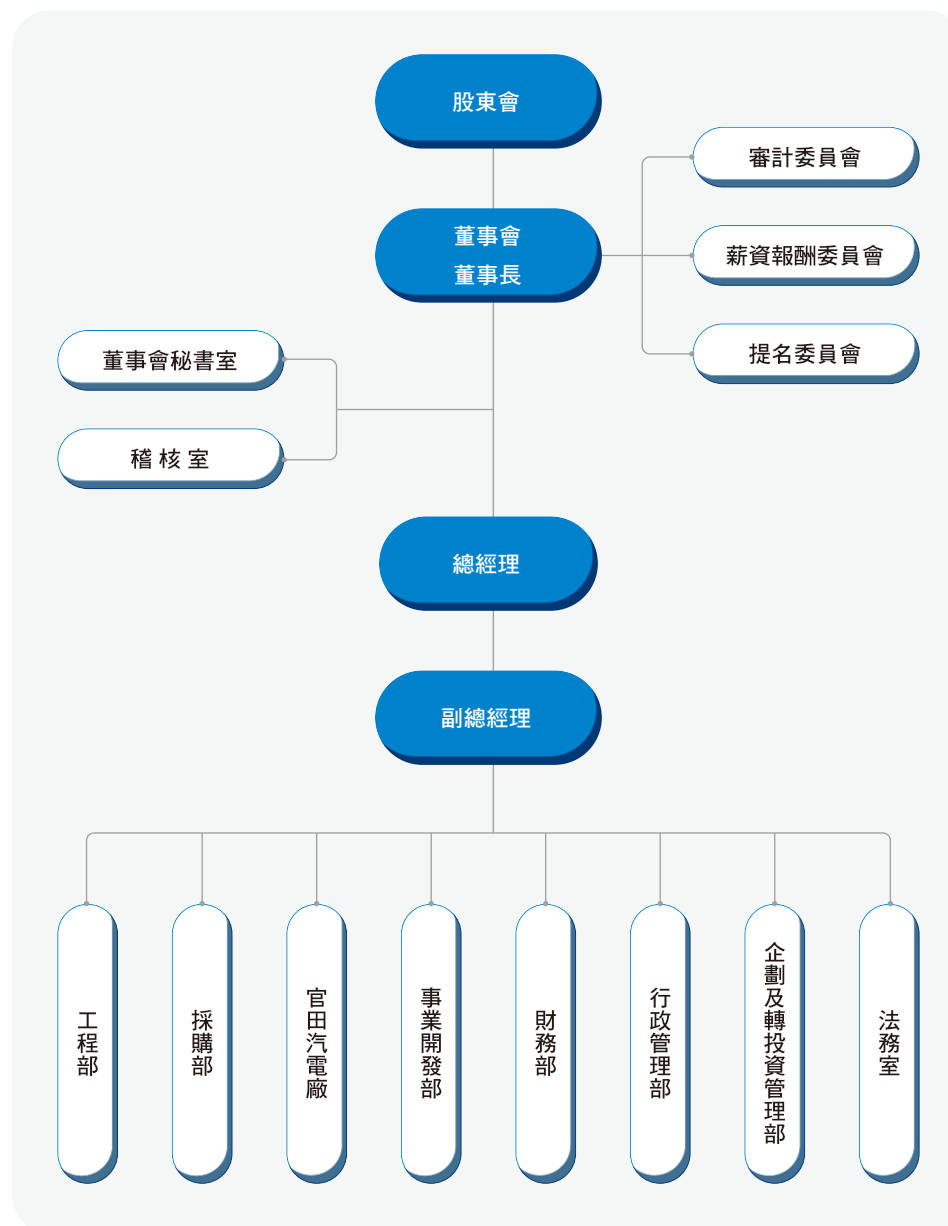 股東會
董事會
董事長
審計委員會
薪資報酬委員會
提名委員會
董事會秘書室
稽核室
總經理
副總經理
工程部
採購部
官田汽電廠
事業開發部
財務部
行政管理部
企劃及轉投資管理部
法務室